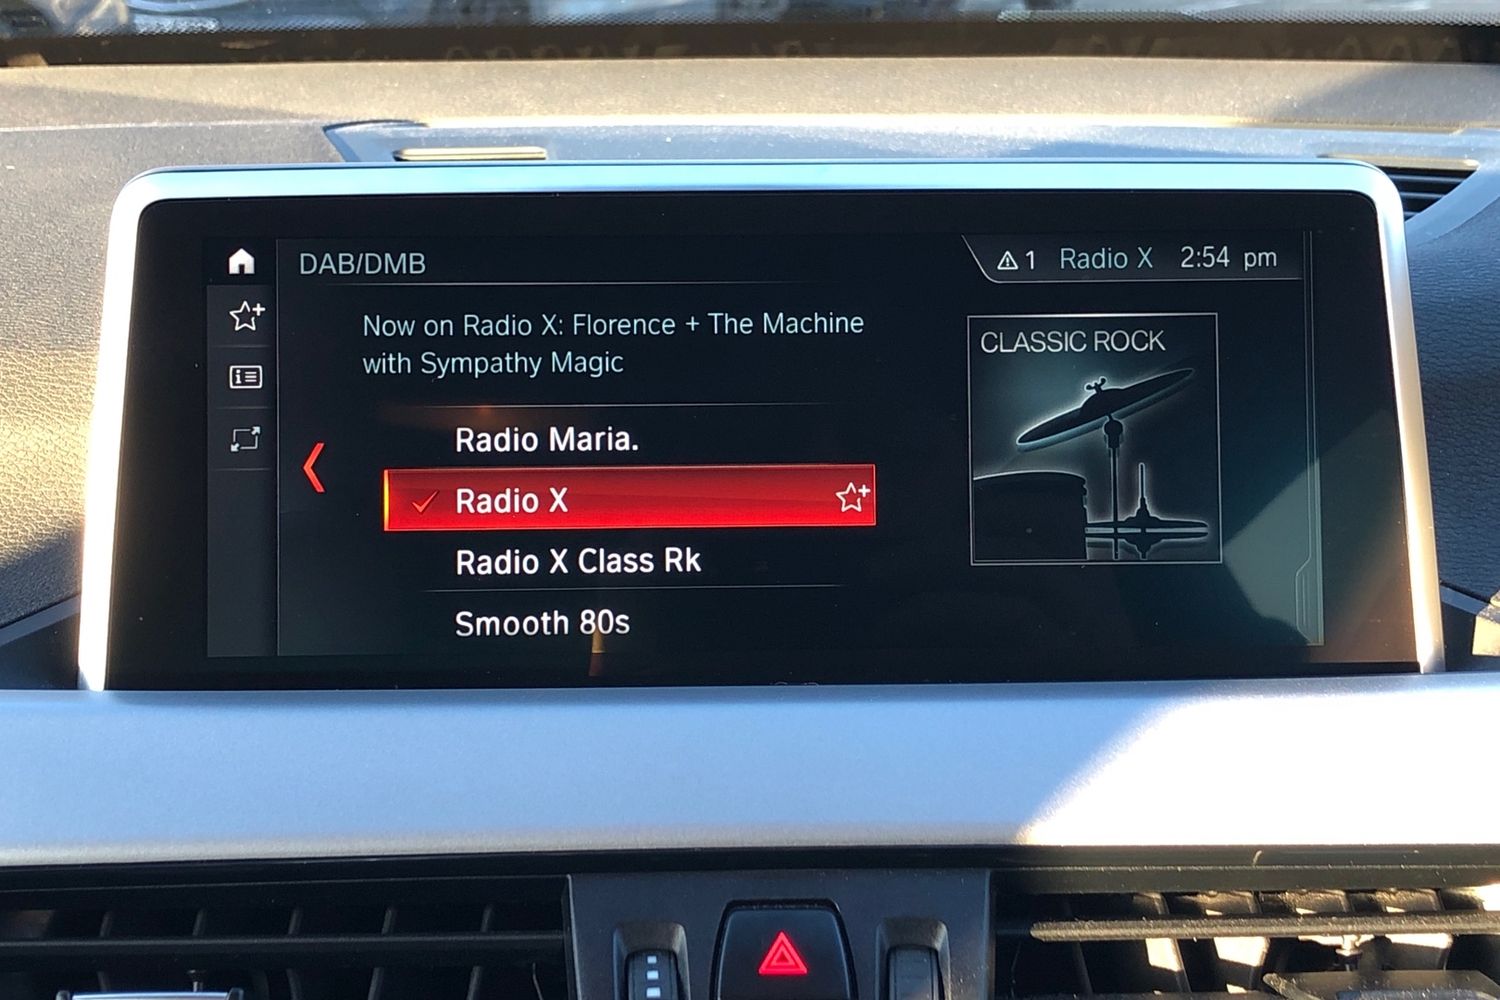 DAB/DMB
1 Radio X 2:54 pm
Now on Radio X: Florence + The Machine
with Sympathy Magic
CLASSIC ROCK
Radio Maria.
Radio X
Radio X Class Rk
Smooth 80s